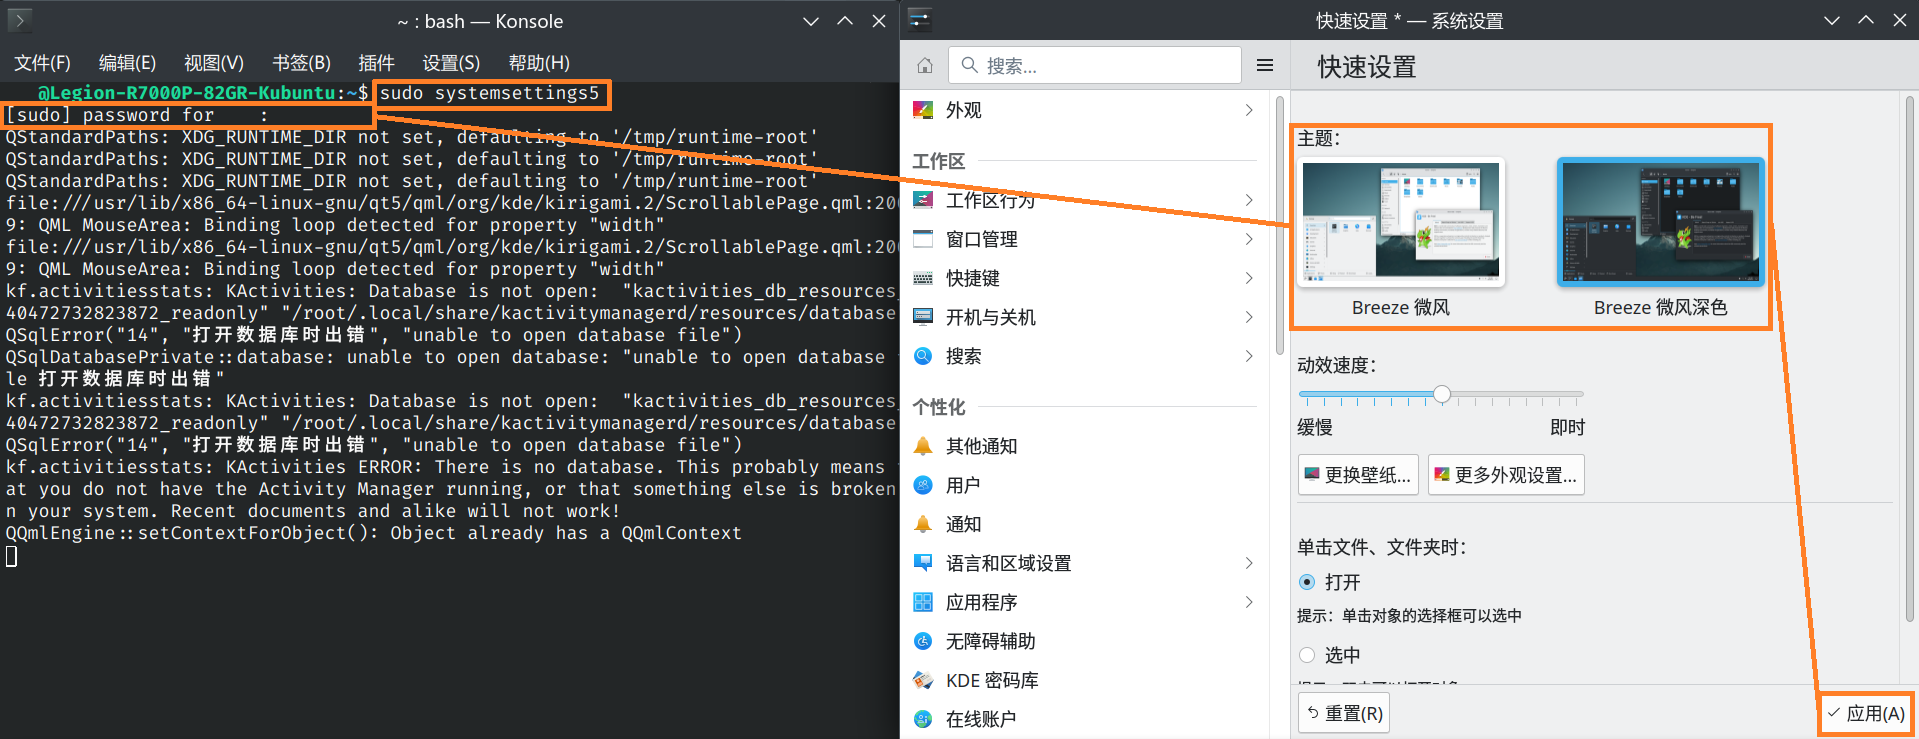 ~ : bash — Konsole
文件(F) 编辑(E) 视图(V) 书签(B) 插件 设置(S) 帮助(H)
@Legion-R7000P-82GR-Kubuntu:~$ sudo systemsettings5
[sudo] password for :
QStandardPaths: XDG_RUNTIME_DIR not set, defaulting to '/tmp/runtime-root'
QStandardPaths: XDG_RUNTIME_DIR not set, defaulting to '/tmp/runtime-root'
QStandardPaths: XDG_RUNTIME_DIR not set, defaulting to '/tmp/runtime-root'
file:///usr/lib/x86_64-linux-gnu/qt5/qml/org/kde/kirigami.2/ScrollablePage.qml:20
9: QML MouseArea: Binding loop detected for property "width"
file:///usr/lib/x86_64-linux-gnu/qt5/qml/org/kde/kirigami.2/ScrollablePage.qml:20
9: QML MouseArea: Binding loop detected for property "width"
kf.activitiesstats: KActivities: Database is not open: "kactivities_db_resources_
40472732823872_readonly" "/root/.local/share/kactivitymanagerd/resources/database
QSqlError("14", "打开数据库时出错", "unable to open database file")
QSqlDatabasePrivate::database: unable to open database: "unable to open database
le 打开数据库时出错"
kf.activitiesstats: KActivities: Database is not open: "kactivities_db_resources_
40472732823872_readonly" "/root/.local/share/kactivitymanagerd/resources/database
QSqlError("14", "打开数据库时出错", "unable to open database file")
kf.activitiesstats: KActivities ERROR: There is no database. This probably means
at you do not have the Activity Manager running, or that something else is broken
n your system. Recent documents and alike will not work!
QQmlEngine::setContextForObject(): Object already has a QQmlContext
快速设置 * — 系统设置
搜索...
外观
工作区
工作区行为
窗口管理
快捷键
开机与关机
搜索
个性化
其他通知
用户
通知
语言和区域设置
应用程序
无障碍辅助
KDE 密码库
在线账户
快速设置
主题:
Breeze 微风 Breeze 微风深色
动效速度:
缓慢 即时
更换壁纸... 更多外观设置...
单击文件、文件夹时:
打开
提示：单击对象的选择框可以选中
选中
重置(R) 应用(A)